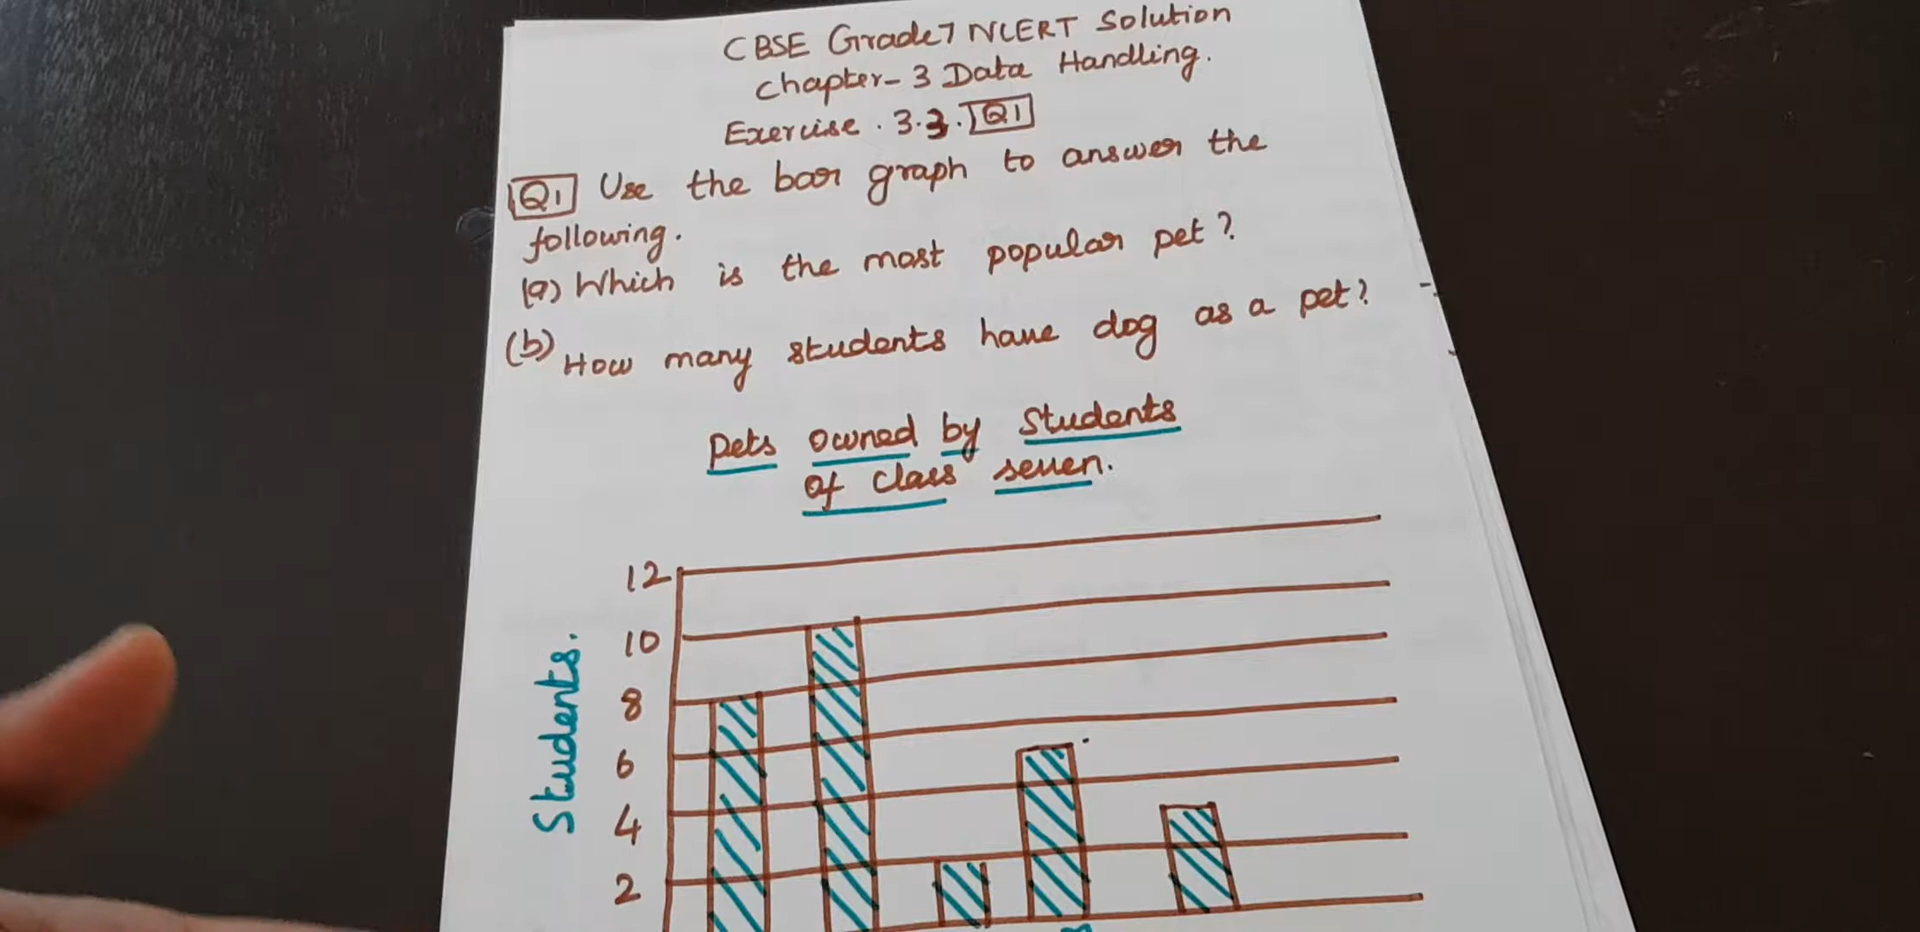 CBSE Grade7 NCERT Solution
Chapter-3 Data Handling.
Exercise. 3.3. Q1
Q1 Use the bar graph to answer the
following.
(a) Which is the most popular pet?
(b) How many students have dog as a pet?
Pets owned by Students
of class seven.
12
10
8
6
4
2
Students.